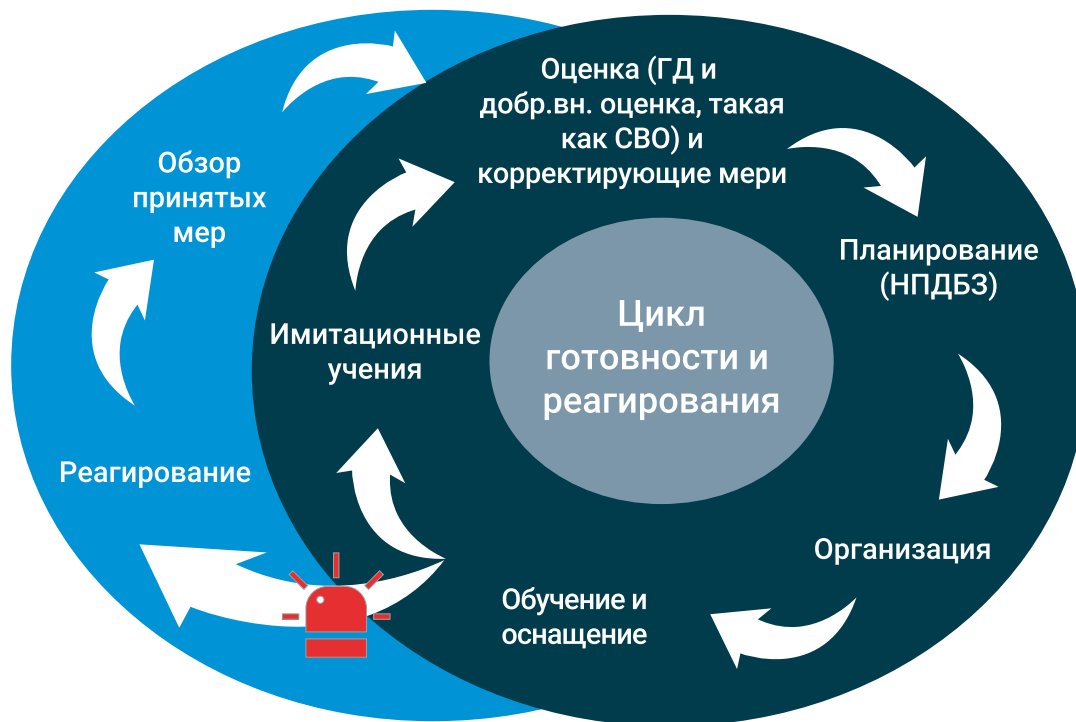 Оценка (ГД и
добр.вн. оценка, такая
как СВО) и
корректирующие мери
Планирование
(НПДБЗ)
Организация
Обучение и
оснащение
Имитационные
учения
Реагирование
Обзор
принятых
мер
Цикл
готовности и
реагирования